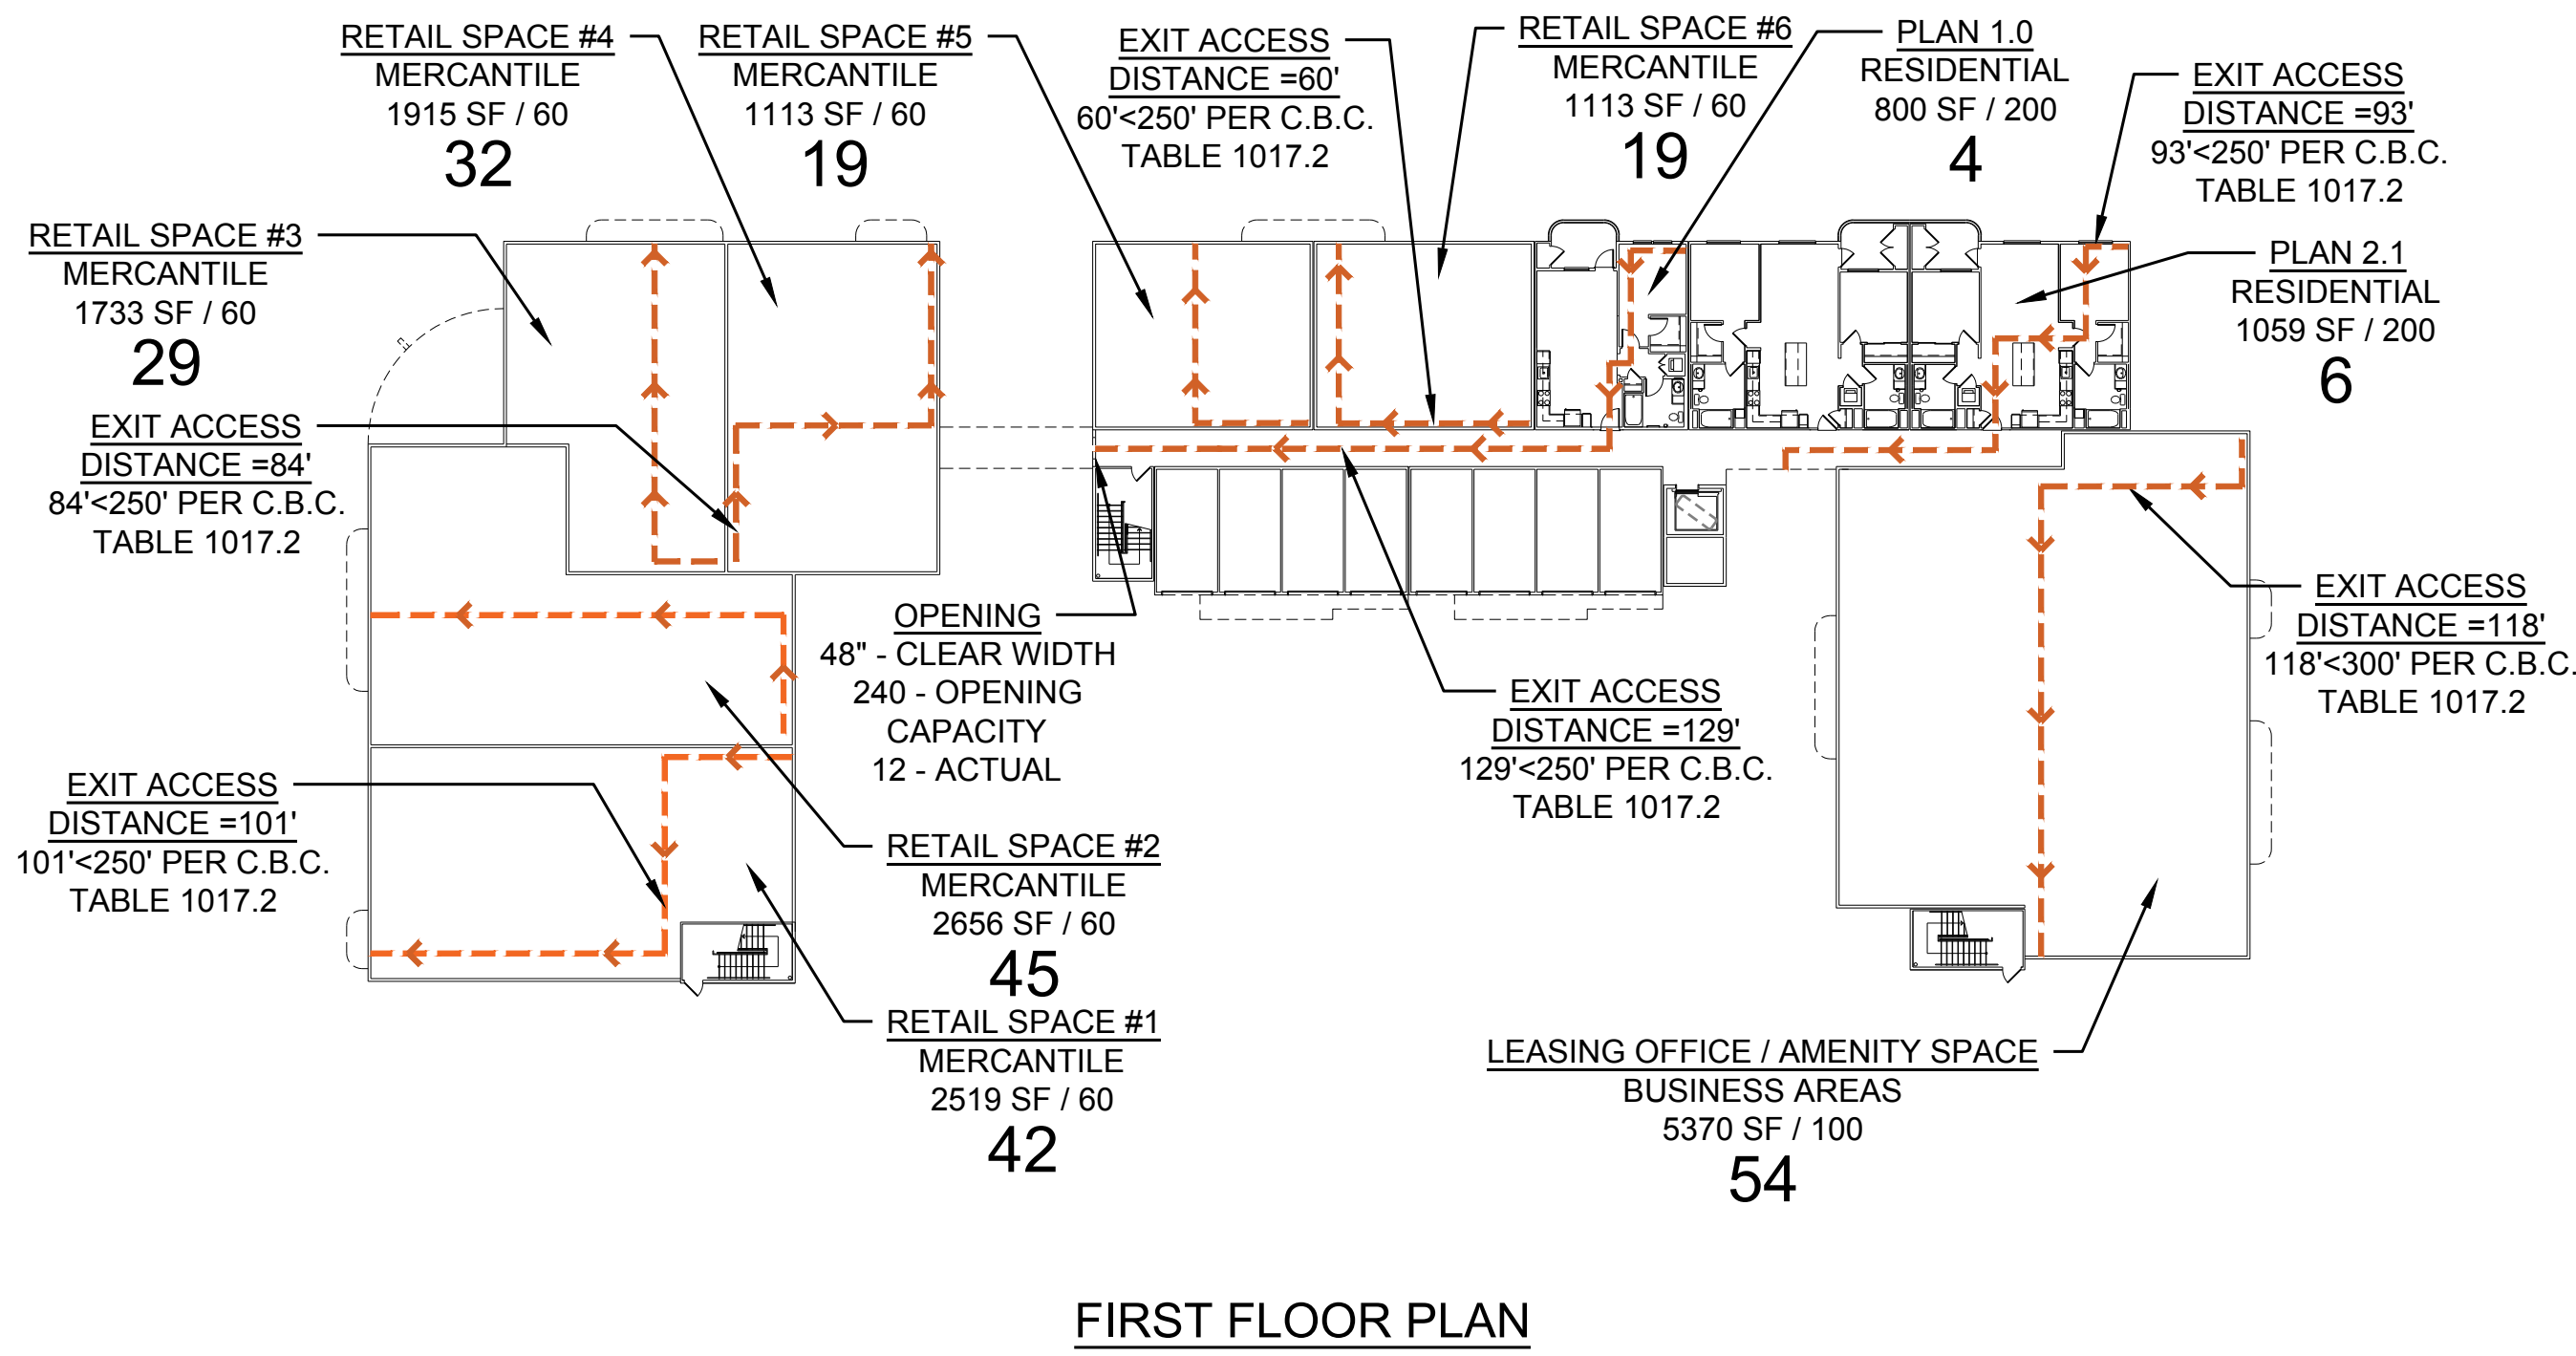 RETAIL SPACE #4
MERCANTILE
1915 SF / 60
32
RETAIL SPACE #5
MERCANTILE
1113 SF / 60
19
EXIT ACCESS
DISTANCE =60'
60'<250' PER C.B.C.
TABLE 1017.2
RETAIL SPACE #6
MERCANTILE
1113 SF / 60
19
PLAN 1.0
RESIDENTIAL
800 SF / 200
4
EXIT ACCESS
DISTANCE =93'
93'<250' PER C.B.C.
TABLE 1017.2
RETAIL SPACE #3
MERCANTILE
1733 SF / 60
29
PLAN 2.1
RESIDENTIAL
1059 SF / 200
6
EXIT ACCESS
DISTANCE =84'
84'<250' PER C.B.C.
TABLE 1017.2
OPENING
48" - CLEAR WIDTH
240 - OPENING
CAPACITY
12 - ACTUAL
EXIT ACCESS
DISTANCE =118'
118'<300' PER C.B.C.
TABLE 1017.2
EXIT ACCESS
DISTANCE =129'
129'<250' PER C.B.C.
TABLE 1017.2
EXIT ACCESS
DISTANCE =101'
101'<250' PER C.B.C.
TABLE 1017.2
RETAIL SPACE #2
MERCANTILE
2656 SF / 60
45
RETAIL SPACE #1
MERCANTILE
2519 SF / 60
42
LEASING OFFICE / AMENITY SPACE
BUSINESS AREAS
5370 SF / 100
54
FIRST FLOOR PLAN